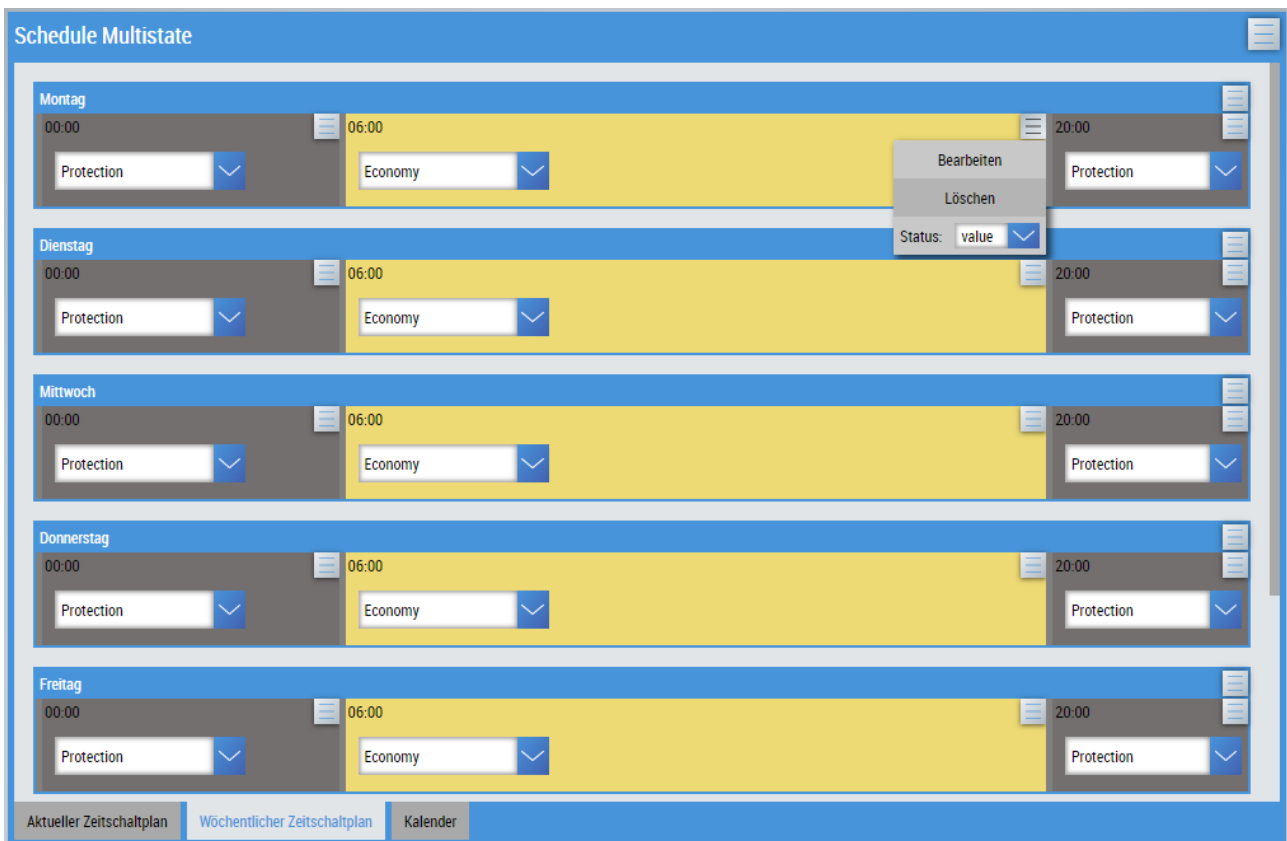 Schedule Multistate
Montag
00:00
06:00
20:00
Protection
Economy
Bearbeiten
Protection
Löschen
Status: value
Dienstag
00:00
06:00
20:00
Protection
Economy
Protection
Mittwoch
00:00
06:00
20:00
Protection
Economy
Protection
Donnerstag
00:00
06:00
20:00
Protection
Economy
Protection
Freitag
00:00
06:00
20:00
Protection
Economy
Protection
Aktueller Zeitschaltplan
Wöchentlicher Zeitschaltplan
Kalender